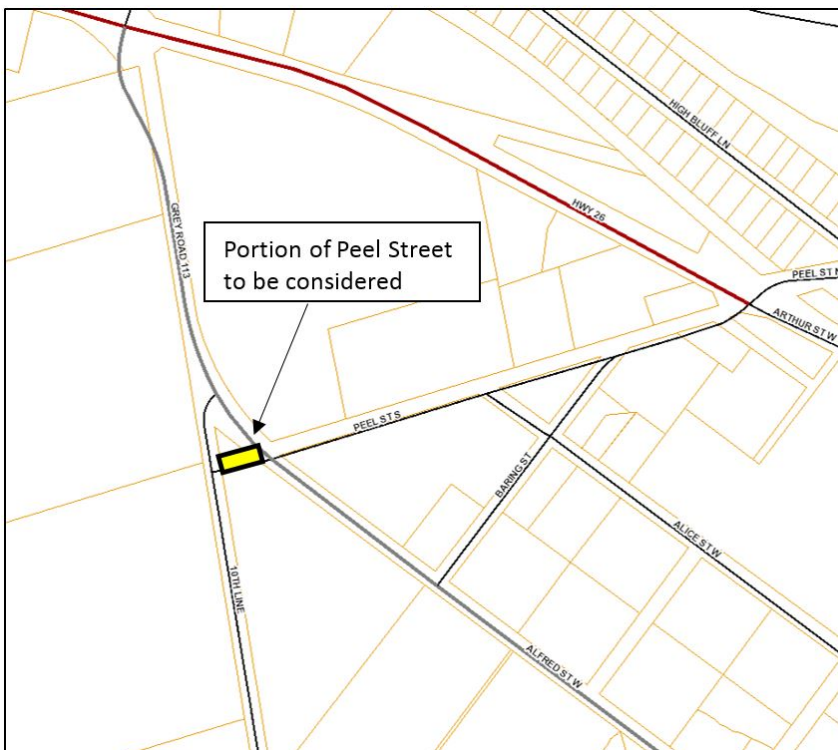 HIGH BLUFF LN
HWY 26
GREY ROAD 113
Portion of Peel Street
to be considered
PEEL ST N
ARTHUR ST W
PEEL ST S
BARING ST
ALICE ST W
10TH LINE
ALFRED ST W